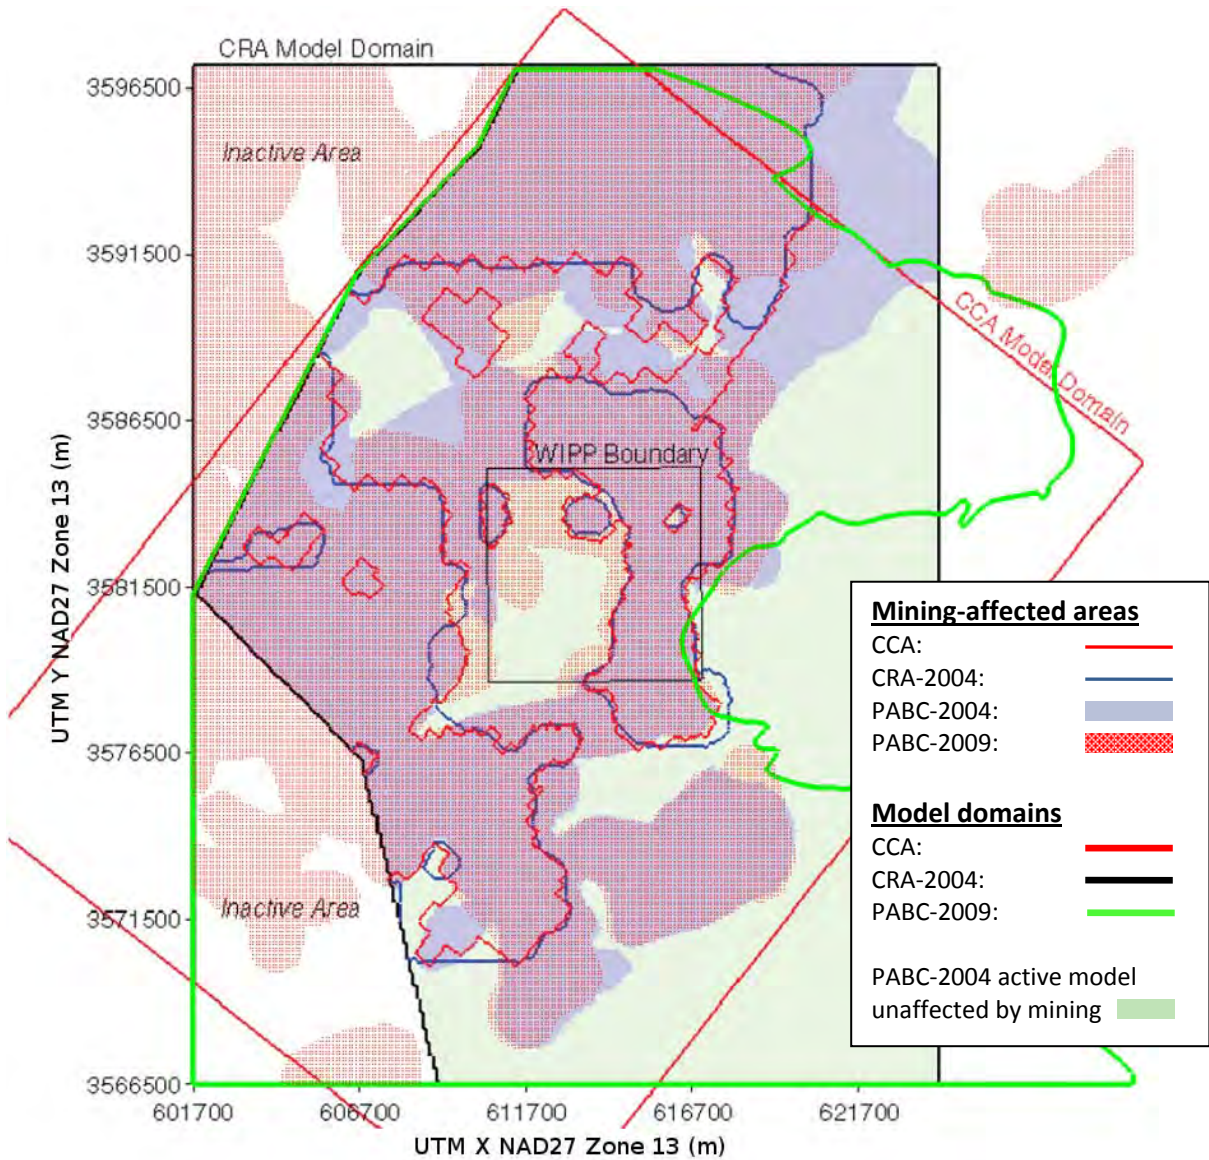 CRA Model Domain
3596500
Inactive Area
3591500
CCA Model Domain
3586500
WIPP Boundary
UTM Y NAD27 Zone 13 (m)
3581500
Mining-affected areas
CCA:
CRA-2004:
PABC-2004:
PABC-2009:
3576500
Model domains
CCA:
CRA-2004:
PABC-2009:
Inactive Area
3571500
PABC-2004 active model
unaffected by mining
3566500
601700 606700 611700 616700 621700
UTM X NAD27 Zone 13 (m)